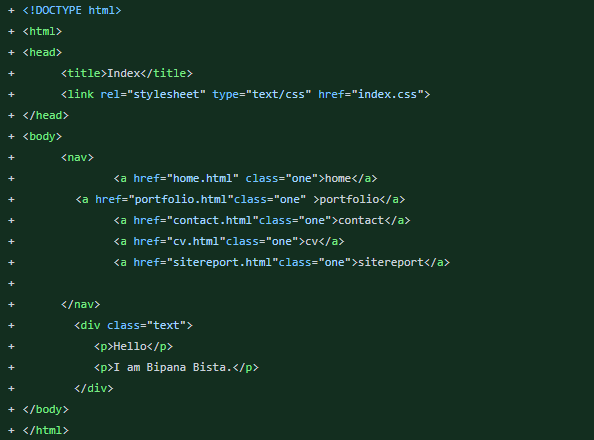 + <!DOCTYPE html>
+ <html>
+ <head>
+ <title>Index</title>
+ <link rel="stylesheet" type="text/css" href="index.css">
+ </head>
+ <body>
+ <nav>
+ <a href="home.html" class="one">home</a>
+ <a href="portfolio.html"class="one" >portfolio</a>
+ <a href="contact.html"class="one">contact</a>
+ <a href="cv.html"class="one">cv</a>
+ <a href="sitereport.html"class="one">sitereport</a>
+
+ </nav>
+ <div class="text">
+ <p>Hello</p>
+ <p>I am Bipana Bista.</p>
+ </div>
+ </body>
+ </html>